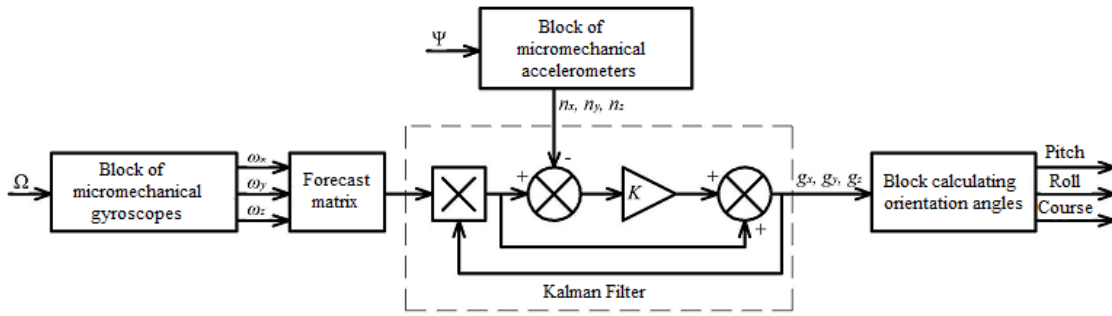 Ψ
Block of
micromechanical
accelerometers
nx, ny, nz
Ω
Block of
micromechanical
gyroscopes
ωx
ωy
ωz
Forecast
matrix
-
+
K
+
+
gx, gy, gz
Block calculating
orientation angles
Pitch
Roll
Course
Kalman Filter